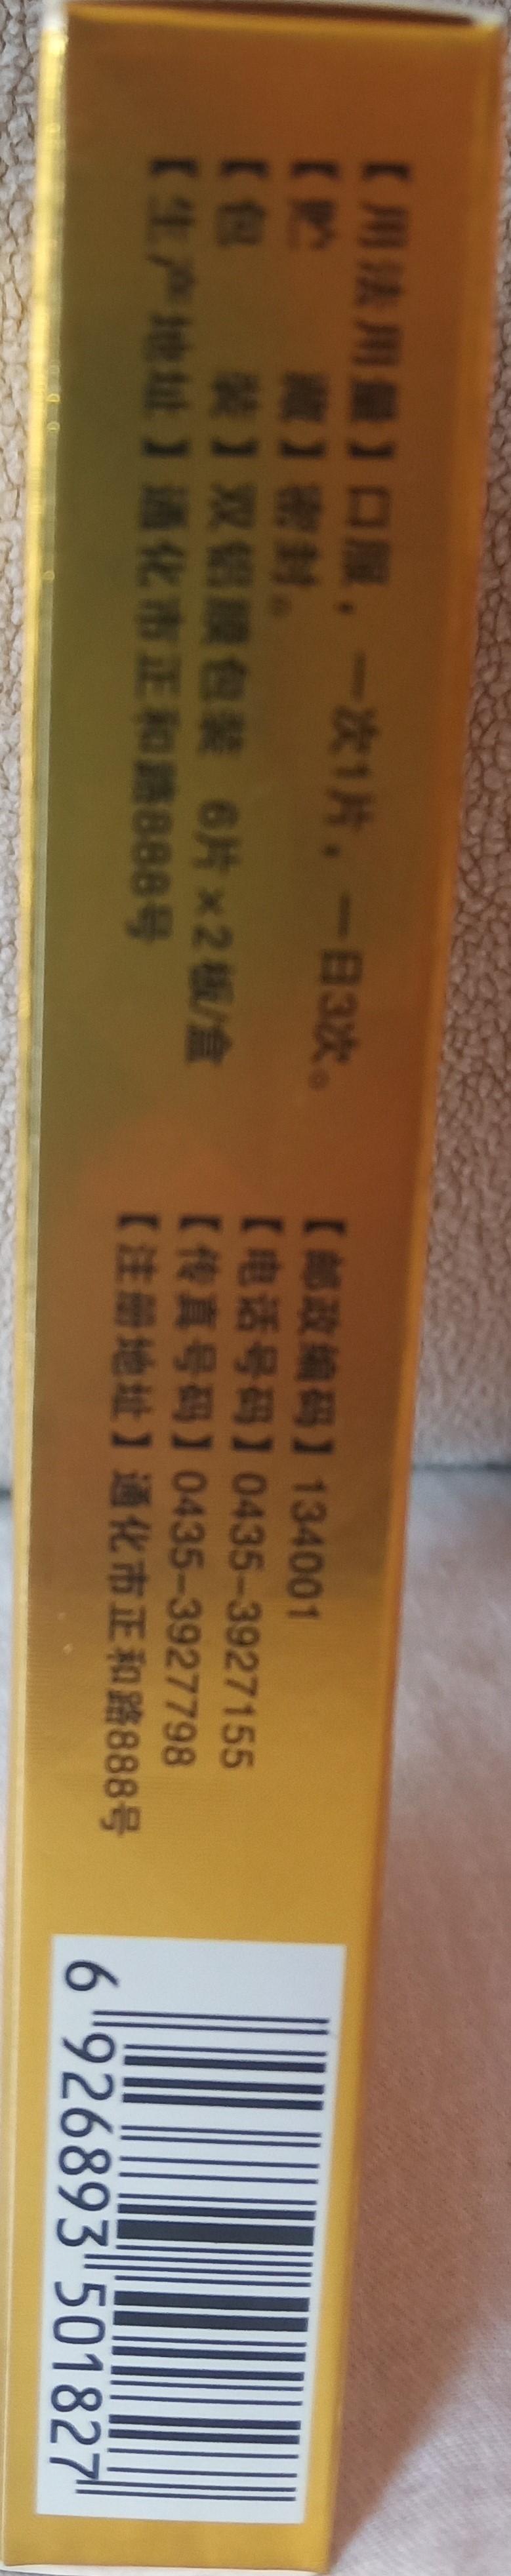 【用法用量】口服，一次1片，一日3次。
【贮 藏】密封。
【包 装】双铝膜包装 6片×2板/盒
【生产地址】通化市正和路888号
【邮政编码】134001
【电话号码】0435-3927155
【传真号码】0435-3927798
【注册地址】通化市正和路888号
6 926893 501827